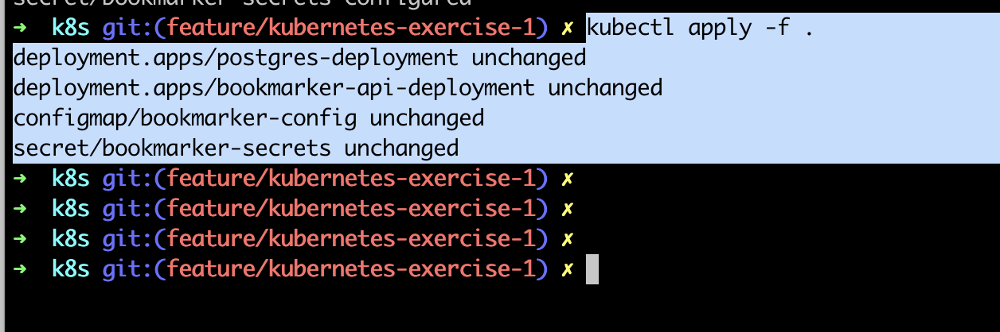 secret/bookmarker-secrets configured
➜  k8s git:(feature/kubernetes-exercise-1) ✗ kubectl apply -f .
deployment.apps/postgres-deployment unchanged
deployment.apps/bookmarker-api-deployment unchanged
configmap/bookmarker-config unchanged
secret/bookmarker-secrets unchanged
➜  k8s git:(feature/kubernetes-exercise-1) ✗
➜  k8s git:(feature/kubernetes-exercise-1) ✗
➜  k8s git:(feature/kubernetes-exercise-1) ✗
➜  k8s git:(feature/kubernetes-exercise-1) ✗